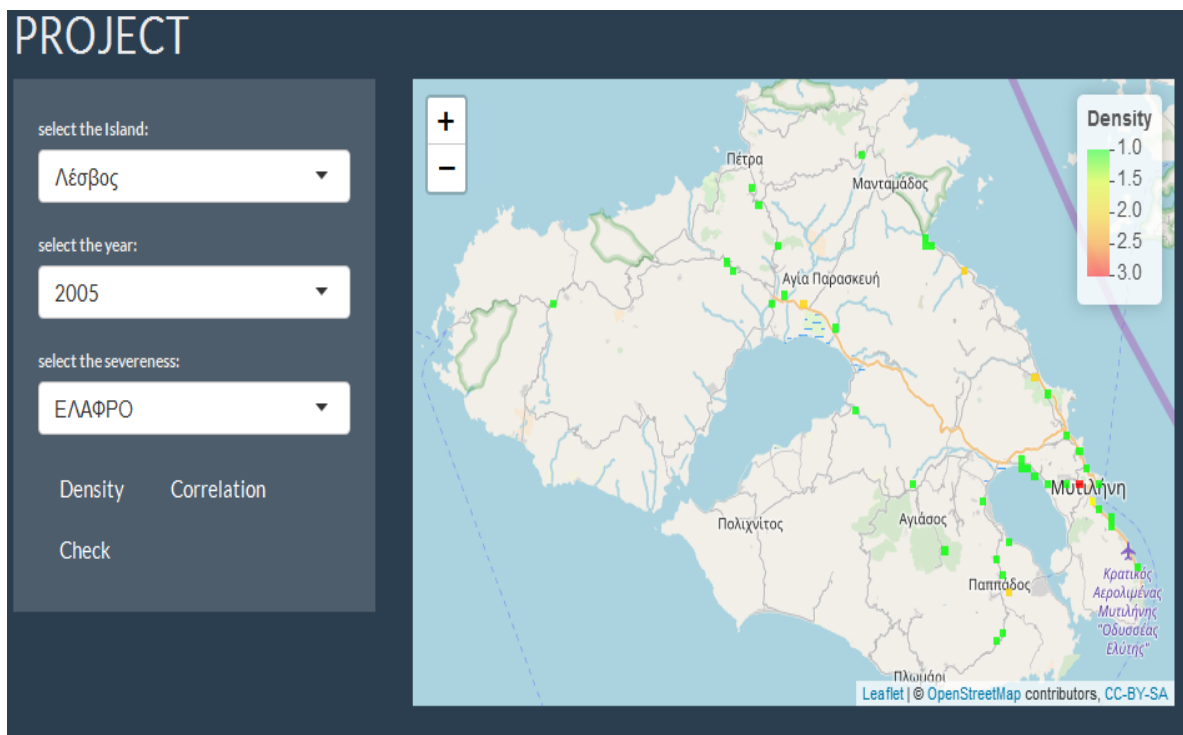 PROJECT
select the Island:
Λέσβος
select the year:
2005
select the severeness:
ΕΛΑΦΡΟ
Density
Correlation
Check
+
−
Πέτρα
Μανταμάδος
Αγία Παρασκευή
Μυτιλήνη
Πολιχνίτος
Αγιάσος
Παππάδος
Κρατικός
Αερολιμένας
Μυτιλήνης
"Οδυσσέας
Ελύτης"
Πλωμάρι
Density
1.0
1.5
2.0
2.5
3.0
Leaflet | © OpenStreetMap contributors, CC-BY-SA